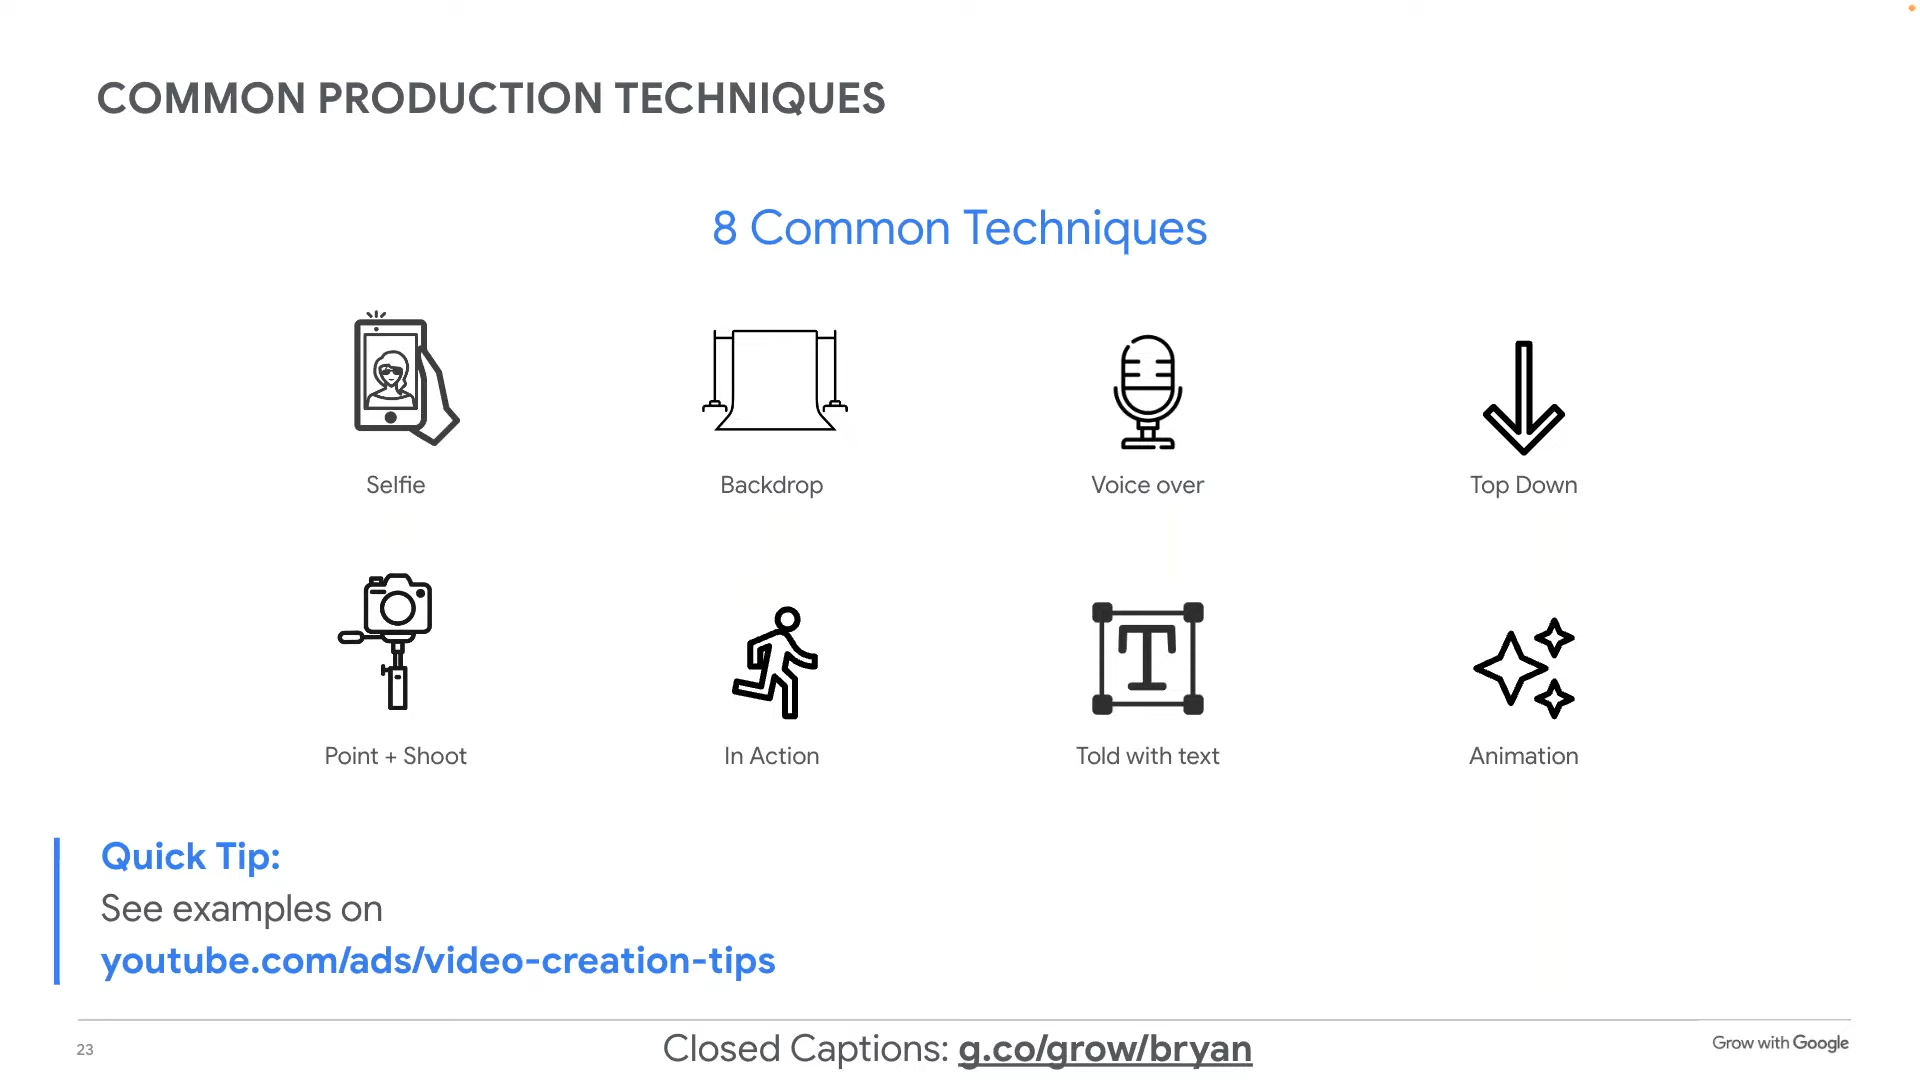 COMMON PRODUCTION TECHNIQUES
8 Common Techniques
Selfie
Backdrop
Voice over
Top Down
Point + Shoot
In Action
T
Told with text
Animation
Quick Tip:
See examples on
youtube.com/ads/video-creation-tips
23
Closed Captions: g.co/grow/bryan
Grow with Google